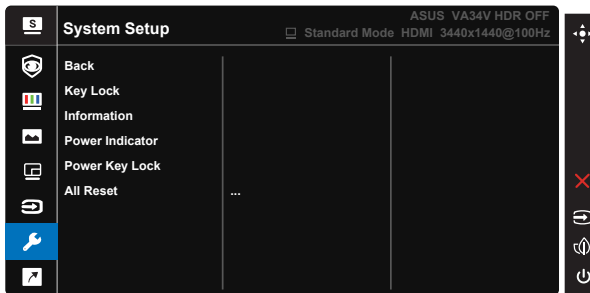 S
System Setup
ASUS VA34V HDR OFF
Standard Mode HDMI 3440x1440@100Hz
Back
Key Lock
Information
Power Indicator
Power Key Lock
All Reset
...